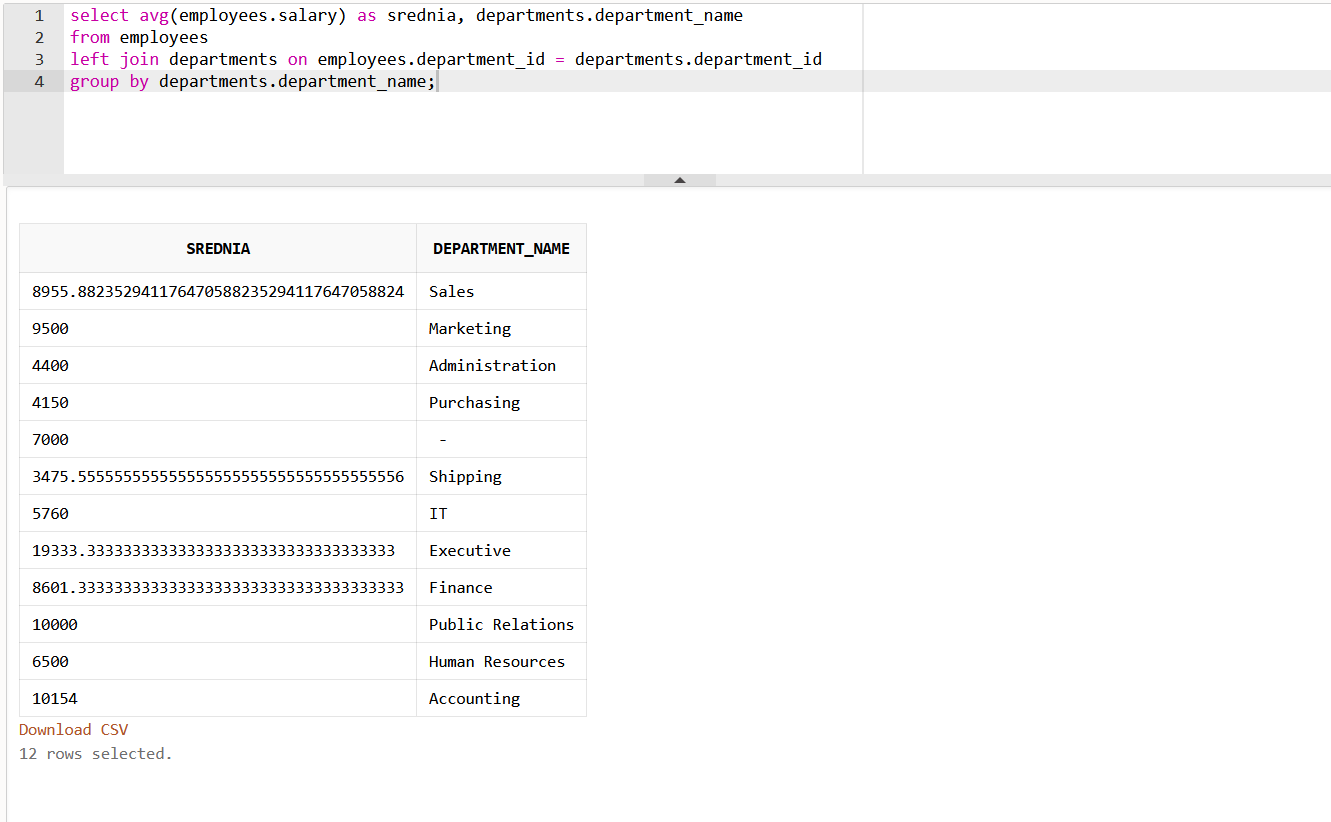 1 select avg(employees.salary) as srednia, departments.department_name
2 from employees
3 left join departments on employees.department_id = departments.department_id
4 group by departments.department_name;
SREDNIA DEPARTMENT_NAME
8955.88235294117647058823529411764705882​4 Sales
9500 Marketing
4400 Administration
4150 Purchasing
7000 -
3475.555555555555555555555555555555555556 Shipping
5760 IT
19333.3333333333333333333333333333333333 Executive
8601.333333333333333333333333333333333333 Finance
10000 Public Relations
6500 Human Resources
10154 Accounting
Download CSV
12 rows selected.